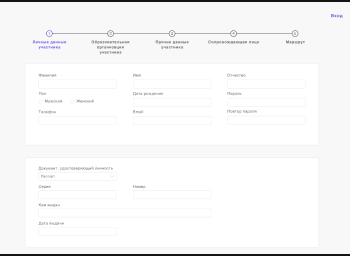 Вход
1 2 3 4 5
Личные данные участника
Образовательная организация участника
Прочие данные участника
Сопровождающее лицо
Маршрут
Фамилия Имя Отчество
Пол Дата рождения Пароль
Мужской Женский
Телефон Email Повтор пароля
Документ, удостоверяющий личность
Паспорт
Серия Номер
Кем выдан
Дата выдачи